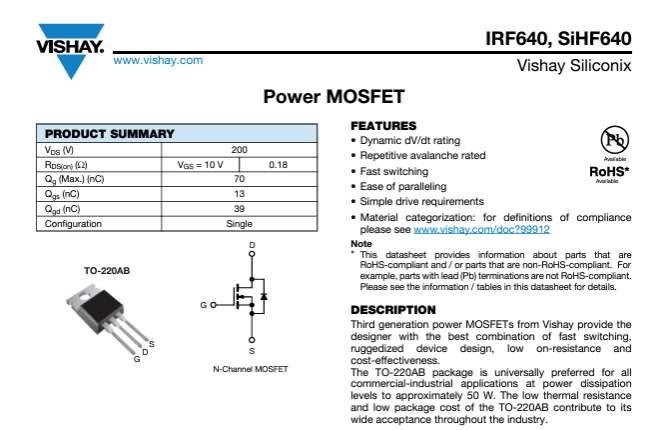 VISHAY.
www.vishay.com
IRF640, SiHF640
Vishay Siliconix
Power MOSFET
PRODUCT SUMMARY
VDS (V) 200
RDS(on) (Ω) VGS = 10 V 0.18
Qg (Max.) (nC) 70
Qgs (nC) 13
Qgd (nC) 39
Configuration Single
TO-220AB
G
D
S
D
G
S
N-Channel MOSFET
FEATURES
• Dynamic dV/dt rating
• Repetitive avalanche rated
• Fast switching
• Ease of paralleling
• Simple drive requirements
• Material categorization: for definitions of compliance
please see www.vishay.com/doc?99912
Pb
Available
RoHS*
Available
Note
* This datasheet provides information about parts that are
RoHS-compliant and / or parts that are non-RoHS-compliant. For
example, parts with lead (Pb) terminations are not RoHS-compliant.
Please see the information / tables in this datasheet for details.
DESCRIPTION
Third generation power MOSFETs from Vishay provide the
designer with the best combination of fast switching,
ruggedized device design, low on-resistance and
cost-effectiveness.
The TO-220AB package is universally preferred for all
commercial-industrial applications at power dissipation
levels to approximately 50 W. The low thermal resistance
and low package cost of the TO-220AB contribute to its
wide acceptance throughout the industry.